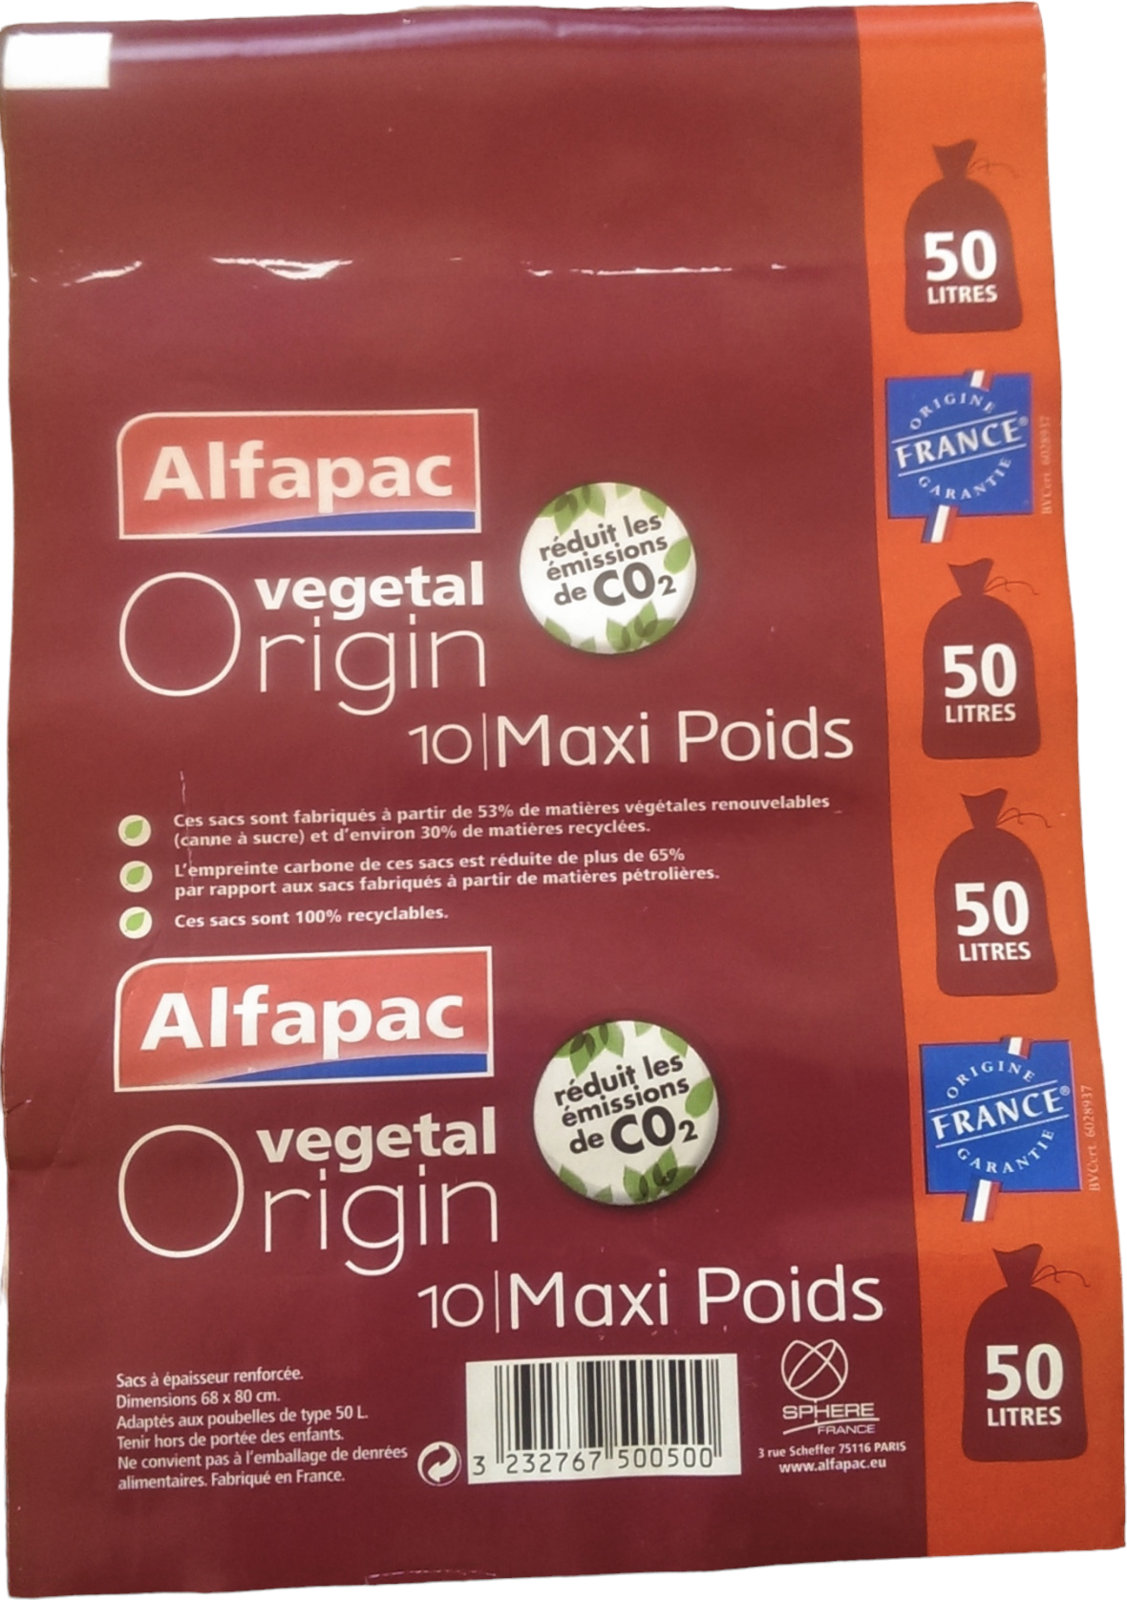 50
LITRES
ORIGINE
FRANCE®
GARANTIE
BVCert. 6028937
Alfapac
réduit les
émissions
de CO2
vegetal
Origin
10|Maxi Poids
50
LITRES
Ces sacs sont fabriqués à partir de 53% de matières végétales renouvelables
(canne à sucre) et d'environ 30% de matières recyclées.
L'empreinte carbone de ces sacs est réduite de plus de 65%
par rapport aux sacs fabriqués à partir de matières pétrolières.
Ces sacs sont 100% recyclables.
50
LITRES
Alfapac
réduit les
émissions
de CO2
vegetal
Origin
10|Maxi Poids
ORIGINE
FRANCE®
GARANTIE
BVCert. 6028937
Sacs à épaisseur renforcée.
Dimensions 68 x 80 cm.
Adaptés aux poubelles de type 50 L.
Tenir hors de portée des enfants.
Ne convient pas à l'emballage de denrées
alimentaires. Fabriqué en France.
3 232767 500500
SPHERE
FRANCE
3 rue Scheffer 75116 PARIS
www.alfapac.eu
50
LITRES